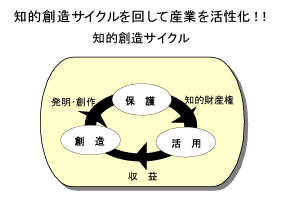 知的創造サイクルを回して産業を活性化！！
知的創造サイクル
発明・創作
保護
知的財産権
創造
活用
収益